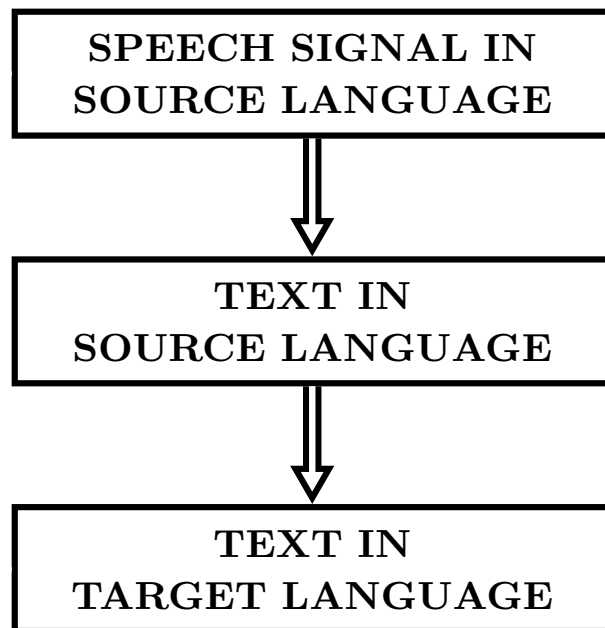 SPEECH SIGNAL IN
SOURCE LANGUAGE
TEXT IN
SOURCE LANGUAGE
TEXT IN
TARGET LANGUAGE